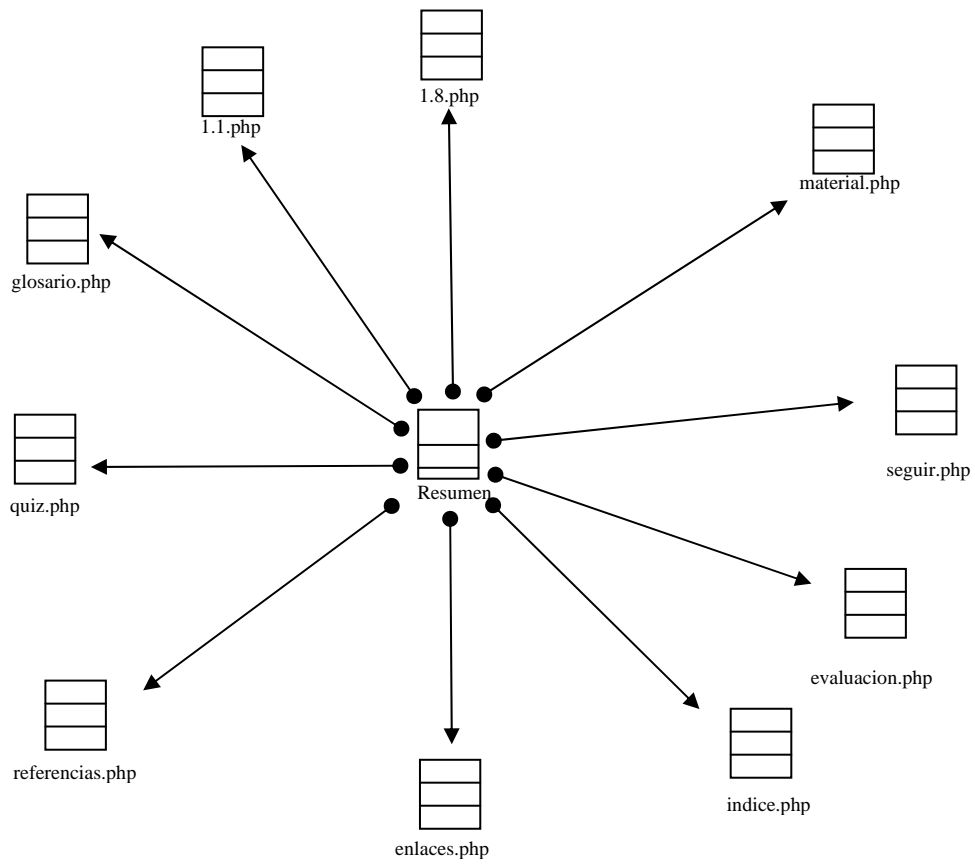 1.8.php
1.1.php
material.php
glosario.php
seguir.php
Resumen
quiz.php
evaluacion.php
referencias.php
indice.php
enlaces.php